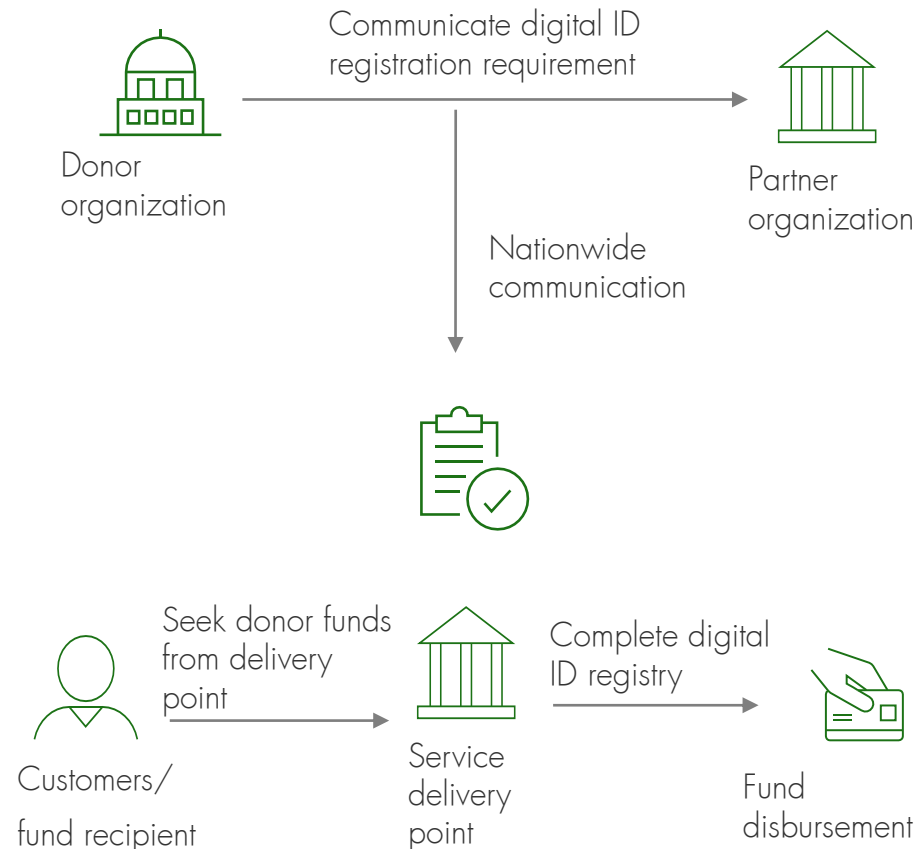 Communicate digital ID
registration requirement
Donor
organization
Partner
organization
Nationwide
communication
Seek donor funds
from delivery
point
Complete digital
ID registry
Customers/
fund recipient
Service
delivery
point
Fund
disbursement